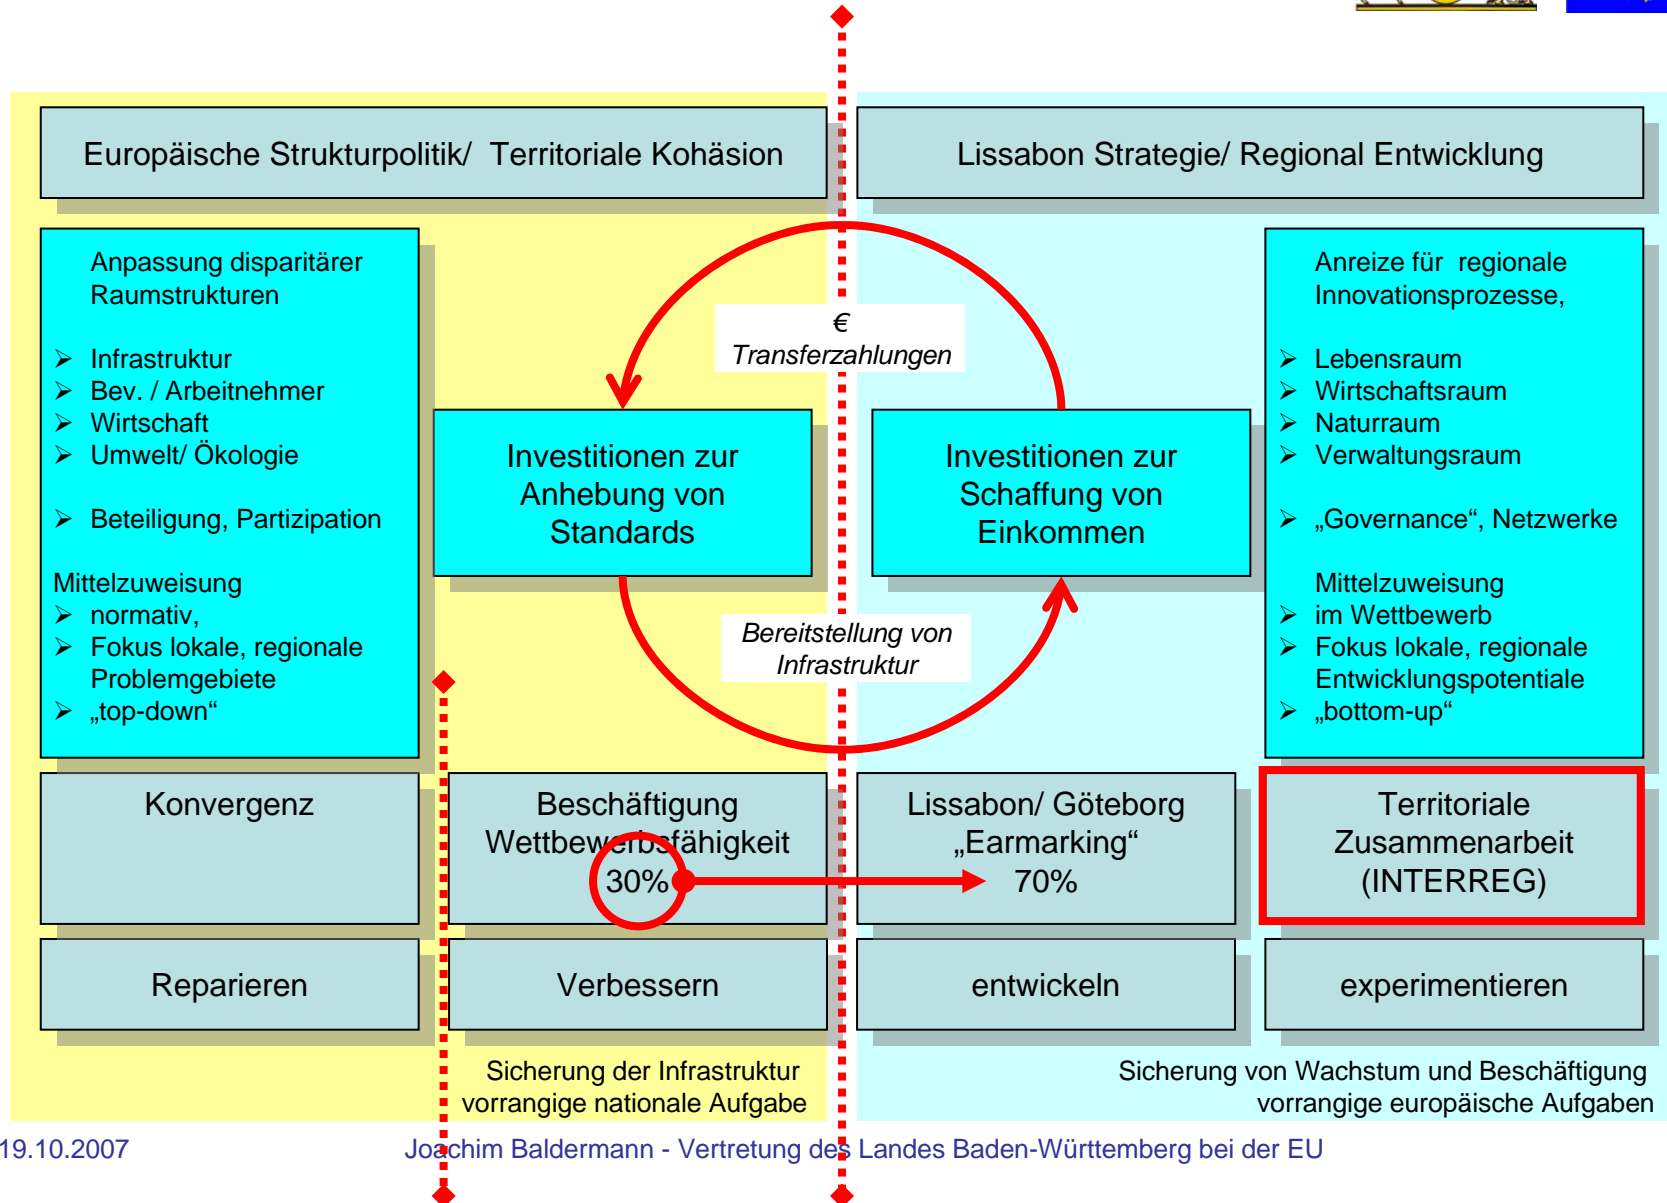 Europäische Strukturpolitik/ Territoriale Kohäsion
Lissabon Strategie/ Regional Entwicklung
Anpassung disparitärer
Raumstrukturen
➢ Infrastruktur
➢ Bev. / Arbeitnehmer
➢ Wirtschaft
➢ Umwelt/ Ökologie
➢ Beteiligung, Partizipation
Mittelzuweisung
➢ normativ,
➢ Fokus lokale, regionale
Problemgebiete
➢ „top-down“
Investitionen zur
Anhebung von
Standards
€
Transferzahlungen
Bereitstellung von
Infrastruktur
Investitionen zur
Schaffung von
Einkommen
Anreize für regionale
Innovationsprozesse,
➢ Lebensraum
➢ Wirtschaftsraum
➢ Naturraum
➢ Verwaltungsraum
➢ „Governance“, Netzwerke
Mittelzuweisung
➢ im Wettbewerb
➢ Fokus lokale, regionale
Entwicklungspotentiale
➢ „bottom-up“
Konvergenz
Beschäftigung
Wettbewerbsfähigkeit
30%
Lissabon/ Göteborg
„Earmarking“
70%
Territoriale
Zusammenarbeit
(INTERREG)
Reparieren
Verbessern
entwickeln
experimentieren
Sicherung der Infrastruktur
vorrangige nationale Aufgabe
Sicherung von Wachstum und Beschäftigung
vorrangige europäische Aufgaben
19.10.2007
Joachim Baldermann - Vertretung des Landes Baden-Württemberg bei der EU